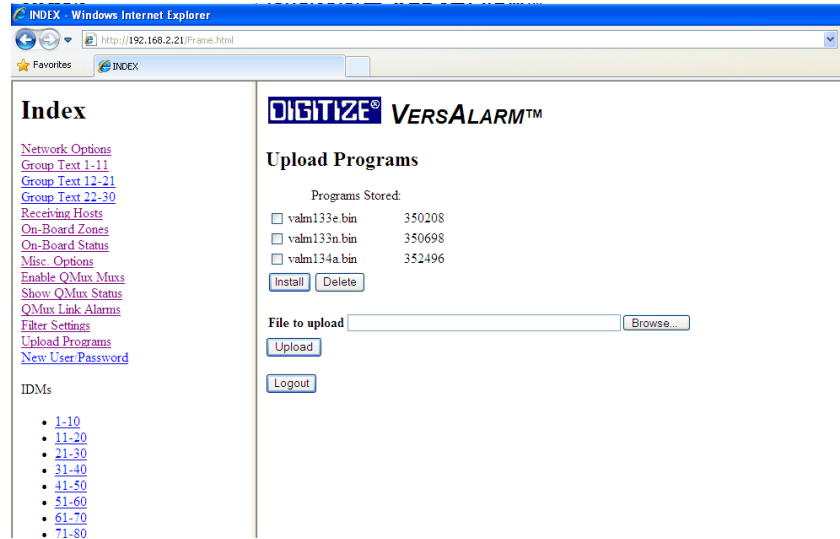 INDEX - Windows Internet Explorer
http://192.168.2.21/Frame.html
Favorites INDEX
Index
Network Options
Group Text 1-11
Group Text 12-21
Group Text 22-30
Receiving Hosts
On-Board Zones
On-Board Status
Misc. Options
Enable QMux Muxs
Show QMux Status
QMux Link Alarms
Filter Settings
Upload Programs
New User/Password
IDMs
1-10
11-20
21-30
31-40
41-50
51-60
61-70
71-80
DIGITIZE® VERSALARM™
Upload Programs
Programs Stored:
valm133e.bin 350208
valm133n.bin 350698
valm134a.bin 352496
Install Delete
File to upload Browse...
Upload
Logout